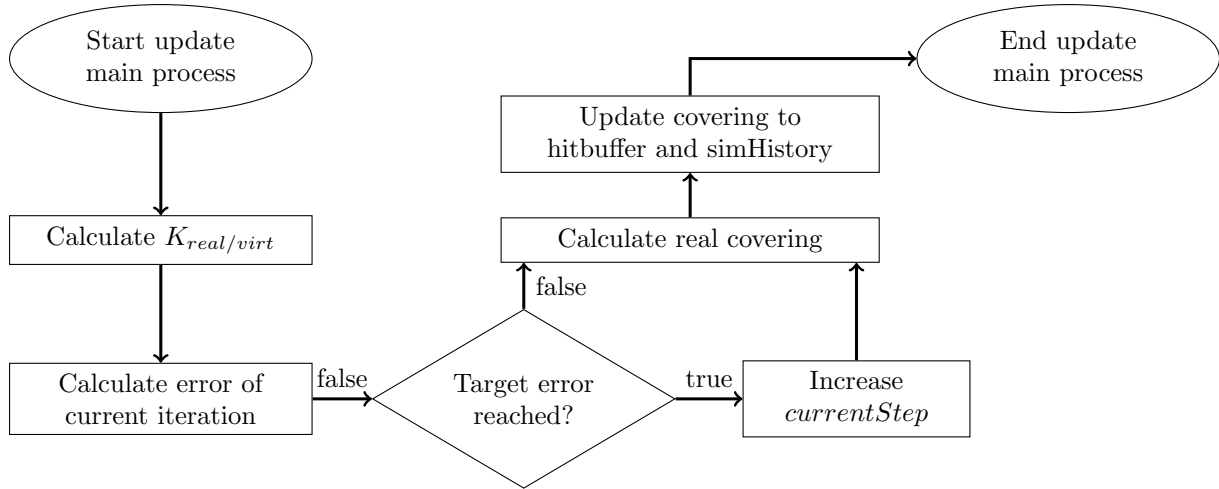 Start update
main process
Calculate K_{real/virt}
Calculate error of
current iteration
false
Target error
reached?
false
true
Increase
currentStep
Calculate real covering
Update covering to
hitbuffer and simHistory
End update
main process